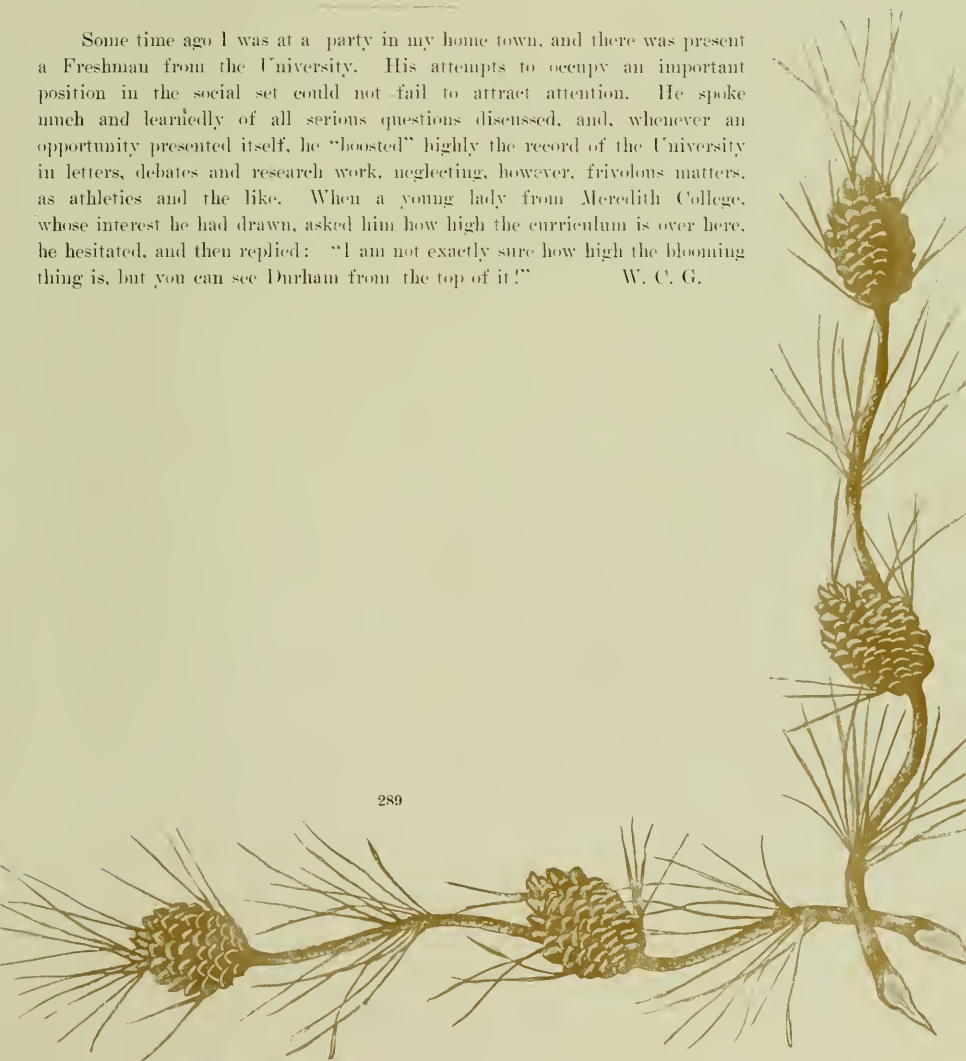 Some time ago I was at a party in my home town, and there was present
a Freshman from the University. His attempts to occupy an important
position in the social set could not fail to attract attention. He spoke
much and learnedly of all serious questions discussed, and, whenever an
opportunity presented itself, he "boosted" highly the record of the University
in letters, debates and research work, neglecting, however, frivolous matters,
as athletics and the like. When a young lady from Meredith College,
whose interest he had drawn, asked him how high the curriculum is over here,
he hesitated, and then replied: "I am not exactly sure how high the blooming
thing is, but you can see Durham from the top of it!" W. C. G.
289